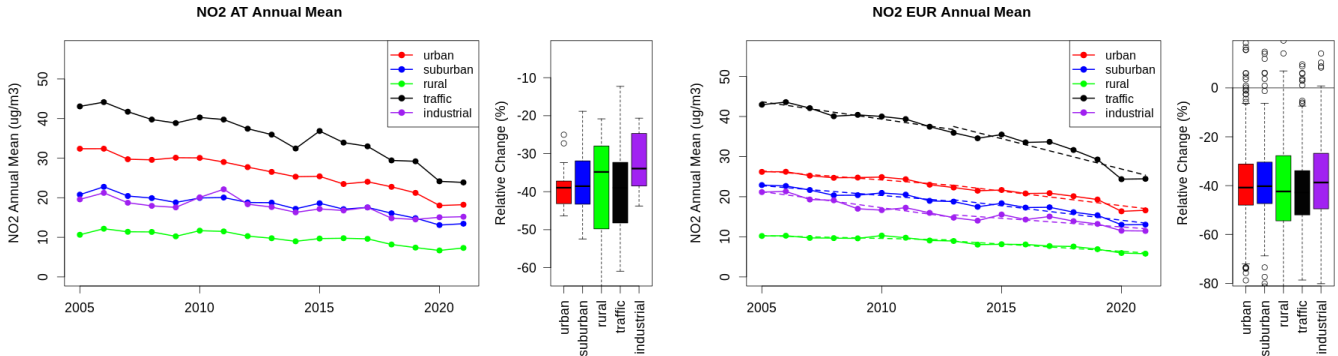 NO2 AT Annual Mean
NO2 Annual Mean (ug/m3)
0
10
20
30
40
50
2005
2010
2015
2020
urban
suburban
rural
traffic
industrial
Relative Change (%)
-10
-20
-30
-40
-50
-60
urban
suburban
rural
traffic
industrial
NO2 EUR Annual Mean
NO2 Annual Mean (ug/m3)
0
10
20
30
40
50
2005
2010
2015
2020
urban
suburban
rural
traffic
industrial
Relative Change (%)
0
-20
-40
-60
-80
urban
suburban
rural
traffic
industrial